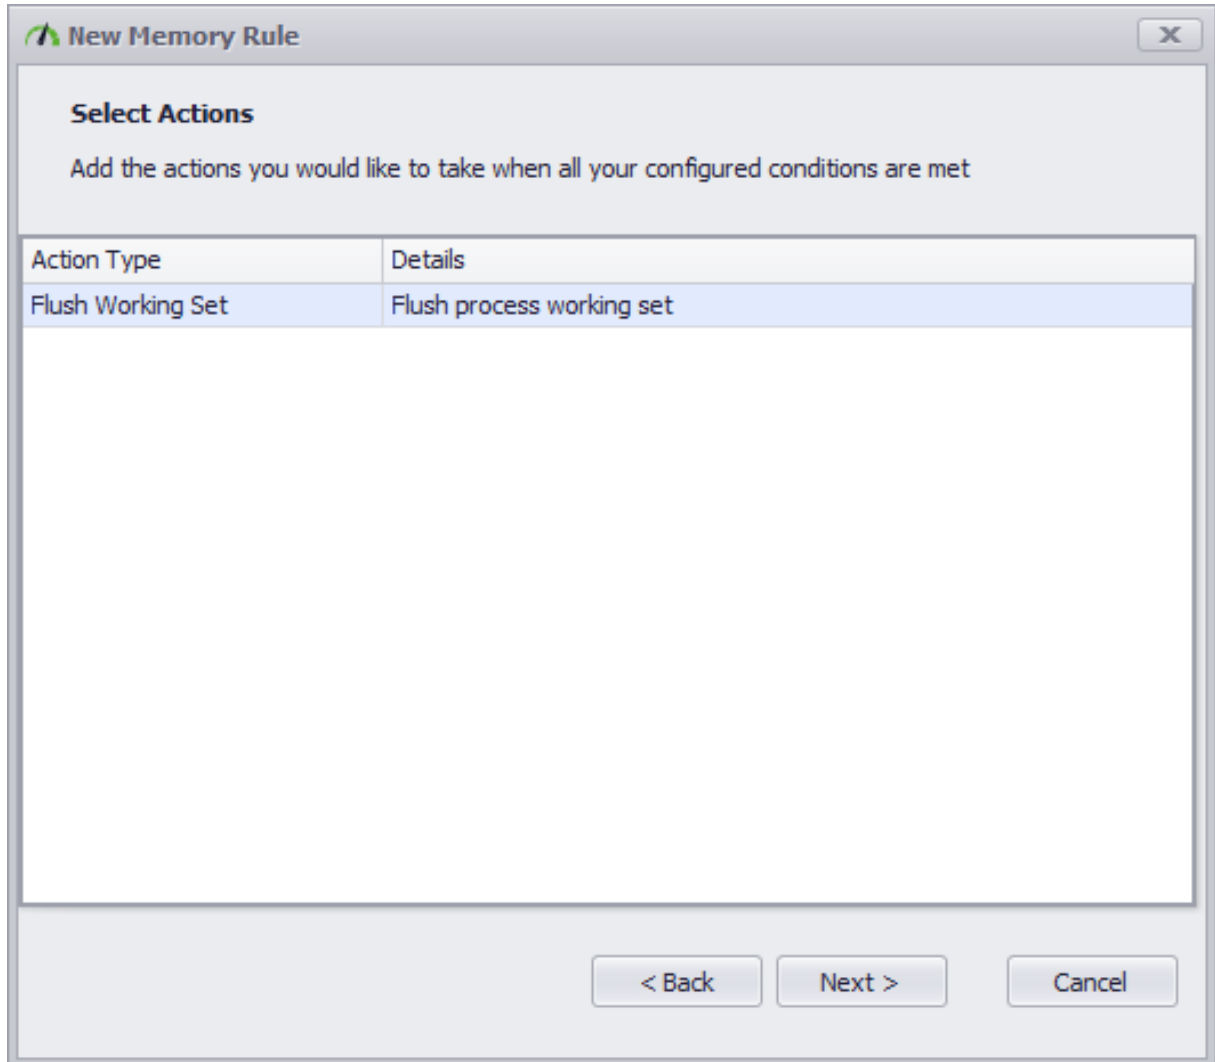 New Memory Rule
Select Actions
Add the actions you would like to take when all your configured conditions are met
Action Type Details
Flush Working Set Flush process working set
< Back Next > Cancel